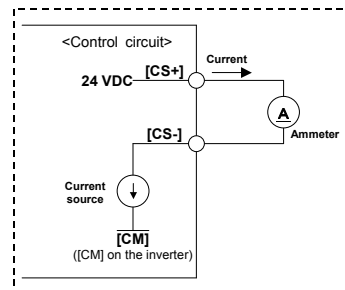 <Control circuit>
[CS+]
Current
24 VDC
A
[CS-]
Ammeter
Current
source
[CM]
([CM] on the inverter)